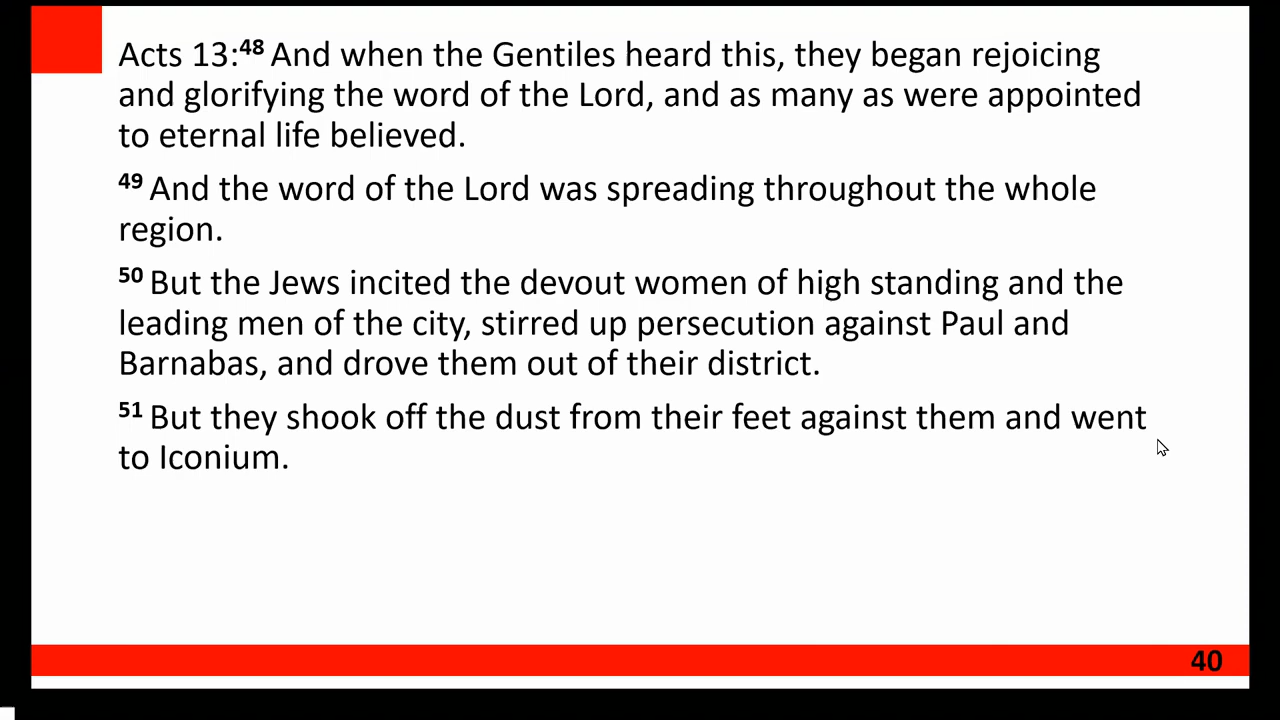 Acts 13:48 And when the Gentiles heard this, they began rejoicing
and glorifying the word of the Lord, and as many as were appointed
to eternal life believed.
49 And the word of the Lord was spreading throughout the whole
region.
50 But the Jews incited the devout women of high standing and the
leading men of the city, stirred up persecution against Paul and
Barnabas, and drove them out of their district.
51 But they shook off the dust from their feet against them and went
to Iconium.
40